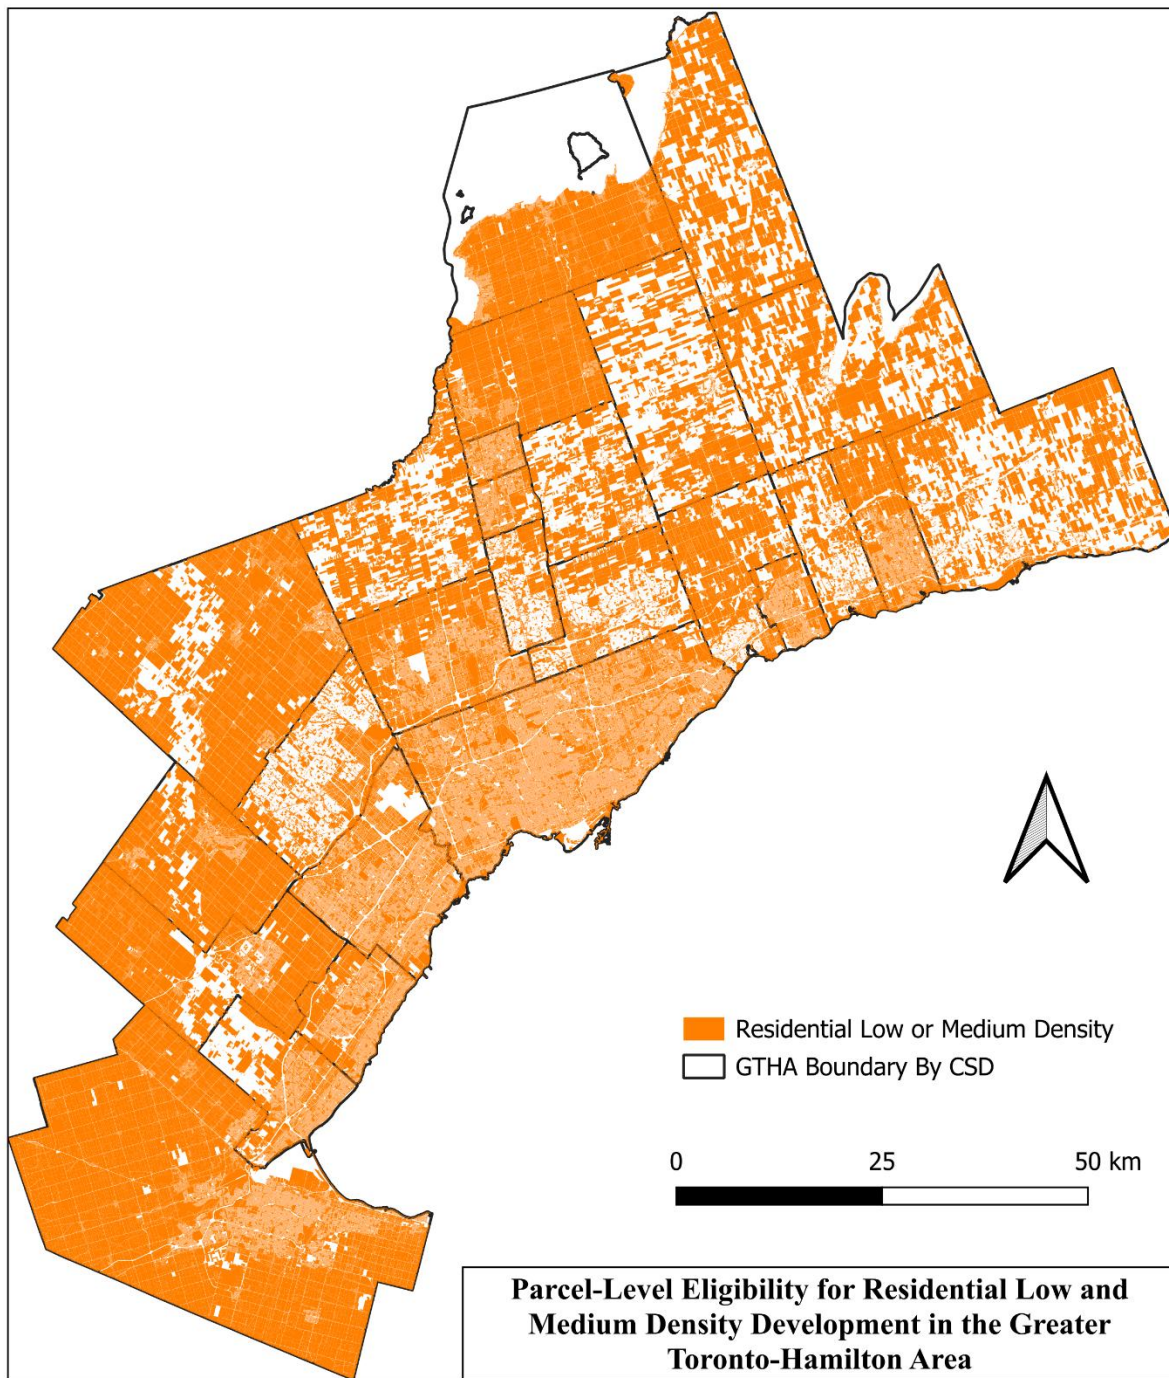 Residential Low or Medium Density
GTHA Boundary By CSD
0 25 50 km
Parcel-Level Eligibility for Residential Low and
Medium Density Development in the Greater
Toronto-Hamilton Area